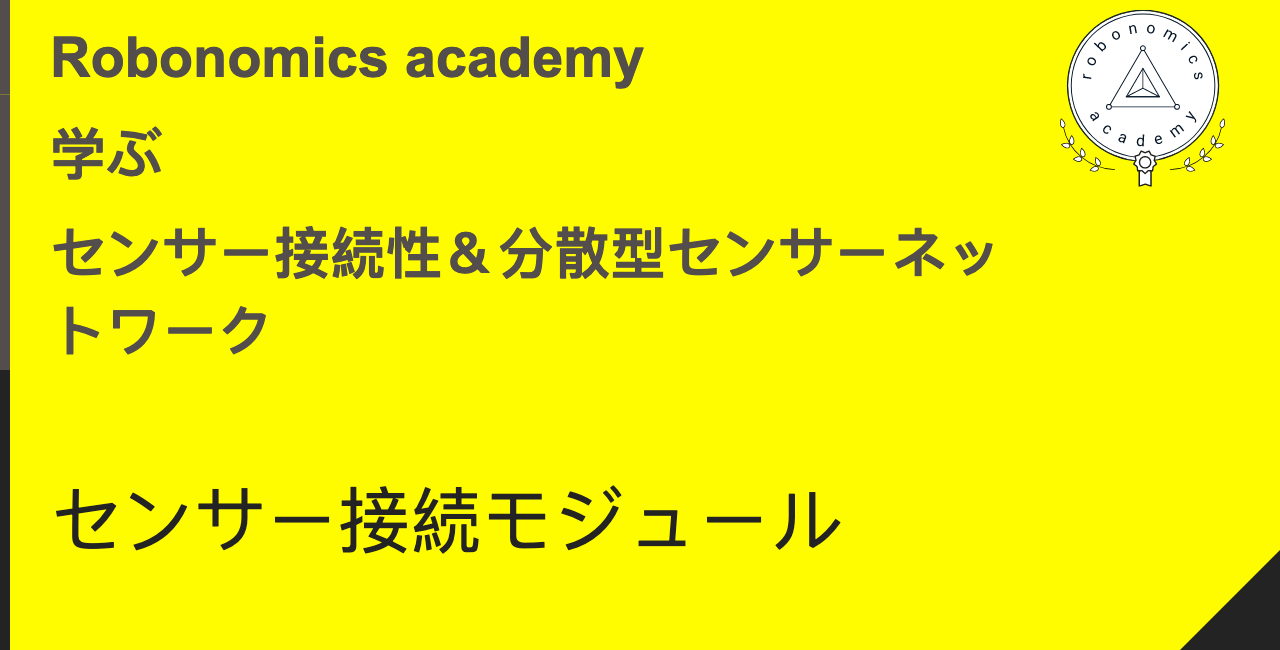 Robonomics academy
学ぶ
センサー接続性＆分散型センサーネッ
トワーク
センサー接続モジュール
robonomics
academy